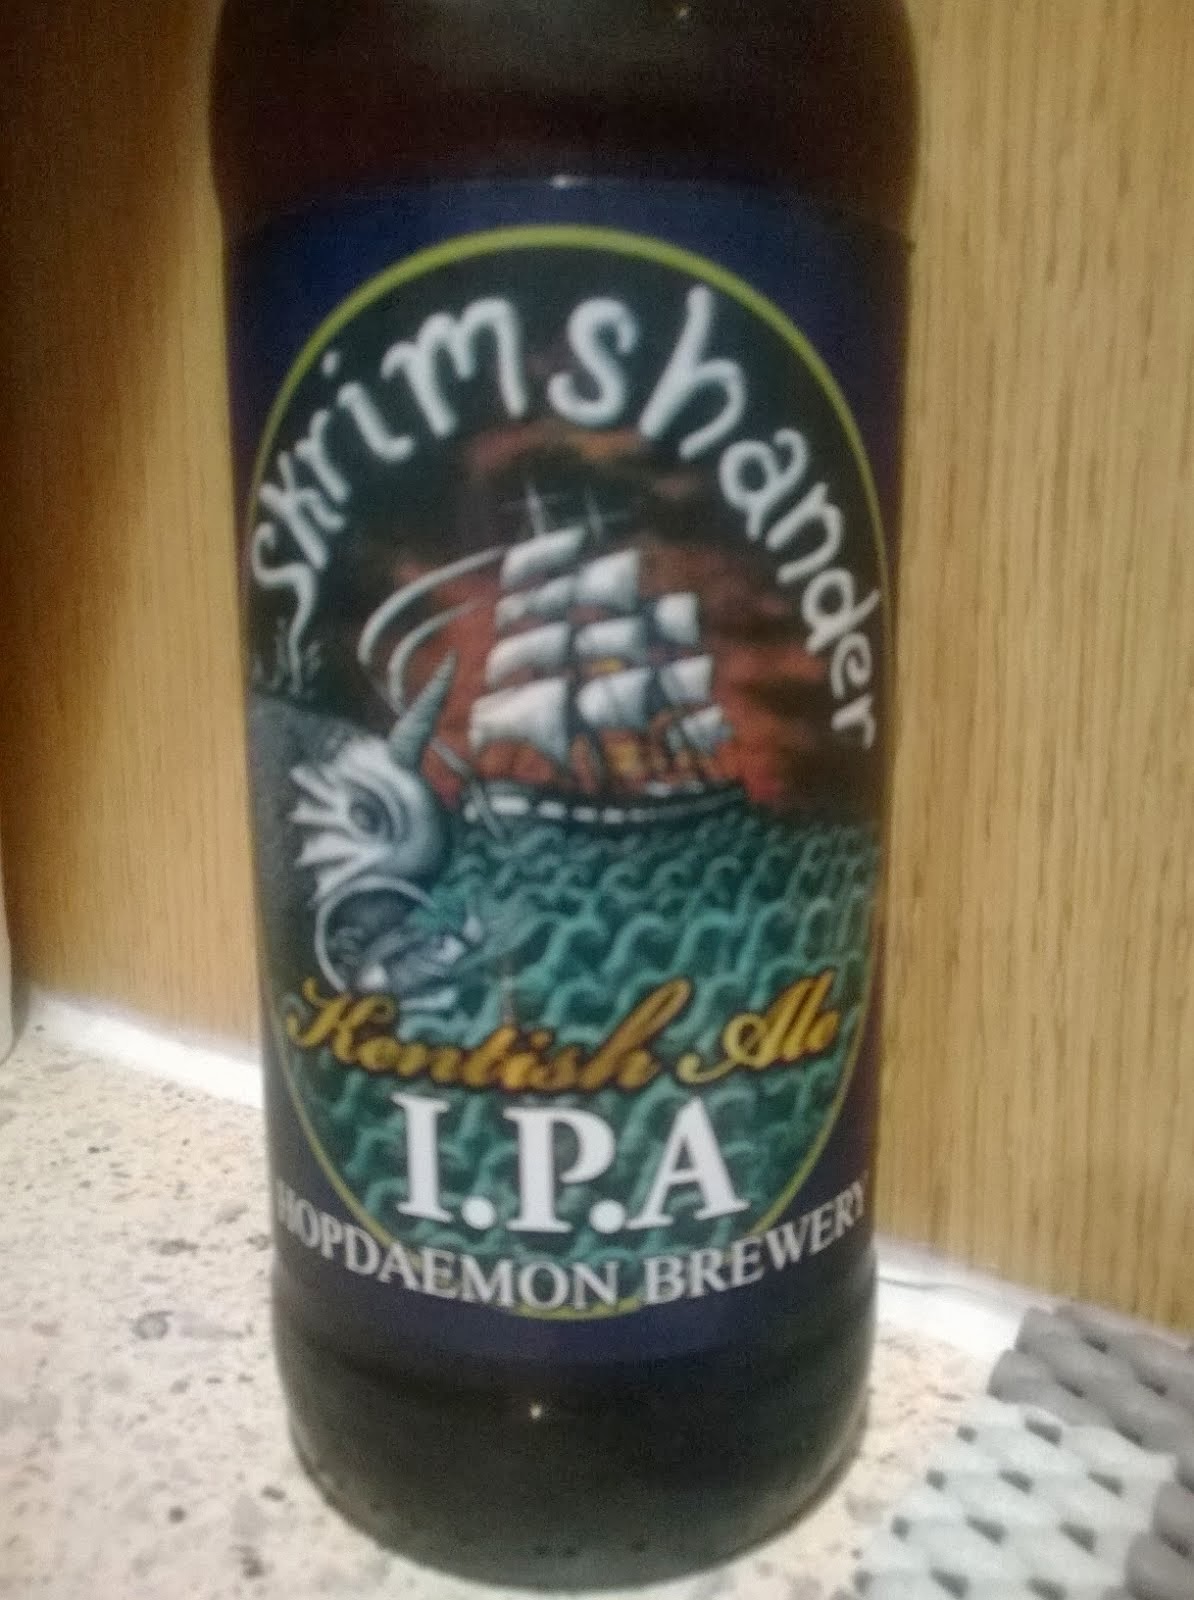 Skrimshander
Kentish Ale
I.P.A
HOPDAEMON BREWERY